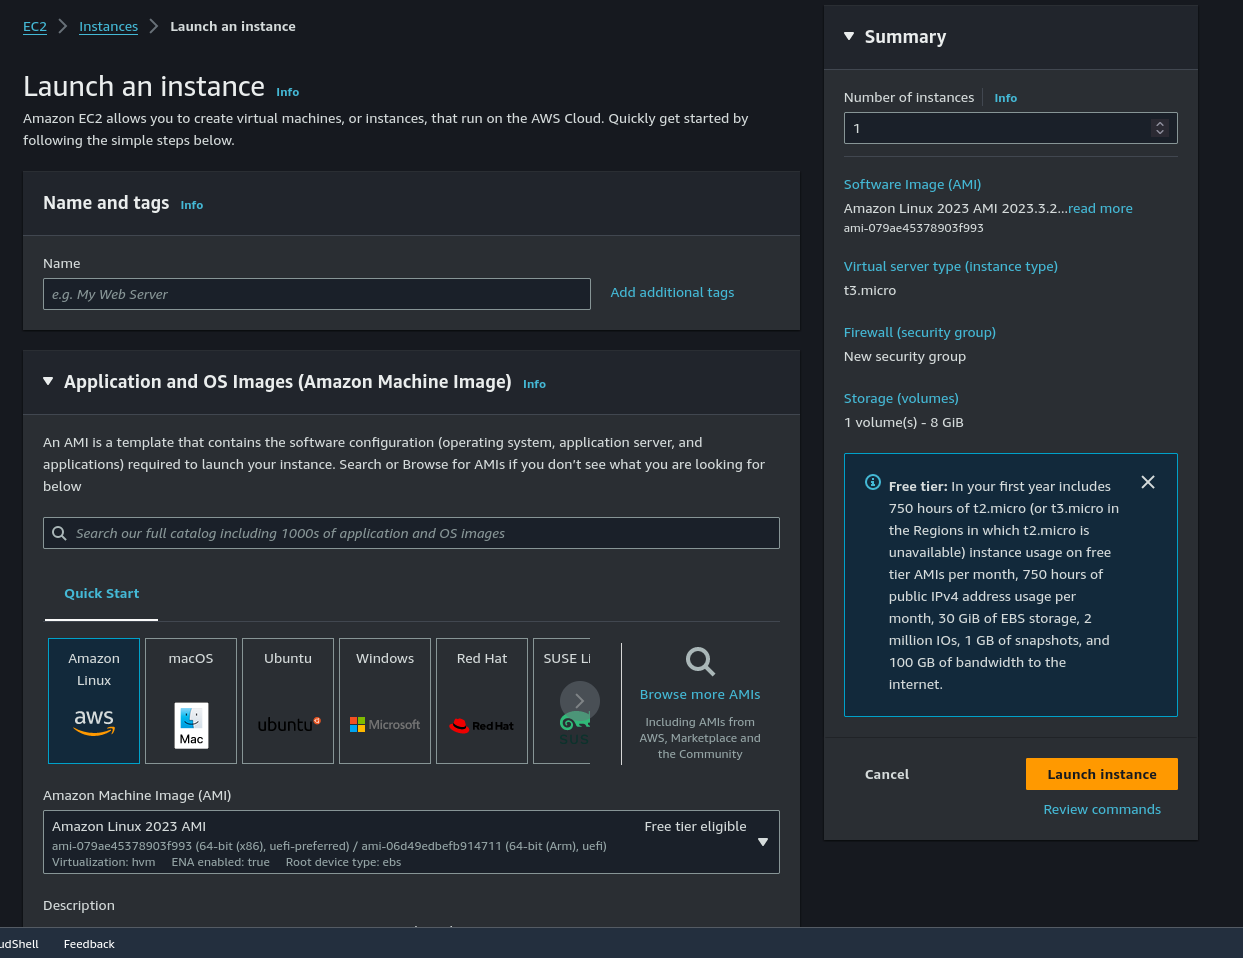 EC2 Instances Launch an instance
Launch an instance Info
Amazon EC2 allows you to create virtual machines, or instances, that run on the AWS Cloud. Quickly get started by
following the simple steps below.
Name and tags Info
Name
e.g. My Web Server
Add additional tags
Application and OS Images (Amazon Machine Image) Info
An AMI is a template that contains the software configuration (operating system, application server, and
applications) required to launch your instance. Search or Browse for AMIs if you don't see what you are looking for
below
Search our full catalog including 1000s of application and OS images
Quick Start
Amazon
Linux
aws
macOS
Mac
Ubuntu
ubuntu
Windows
Microsoft
Red Hat
Red Hat
SUSE Li
SUS
Browse more AMIs
Including AMIs from
AWS, Marketplace and
the Community
Amazon Machine Image (AMI)
Amazon Linux 2023 AMI Free tier eligible
ami-079ae45378903f993 (64-bit (x86), uefi-preferred) / ami-06d49edbefb914711 (64-bit (Arm), uefi)
Virtualization: hvm ENA enabled: true Root device type: ebs
Description
Summary
Number of instances Info
1
Software Image (AMI)
Amazon Linux 2023 AMI 2023.3.2...read more
ami-079ae45378903f993
Virtual server type (instance type)
t3.micro
Firewall (security group)
New security group
Storage (volumes)
1 volume(s) - 8 GiB
Free tier: In your first year includes
750 hours of t2.micro (or t3.micro in
the Regions in which t2.micro is
unavailable) instance usage on free
tier AMIs per month, 750 hours of
public IPv4 address usage per
month, 30 GiB of EBS storage, 2
million IOs, 1 GB of snapshots, and
100 GB of bandwidth to the
internet.
Cancel
Launch instance
Review commands
udShell Feedback